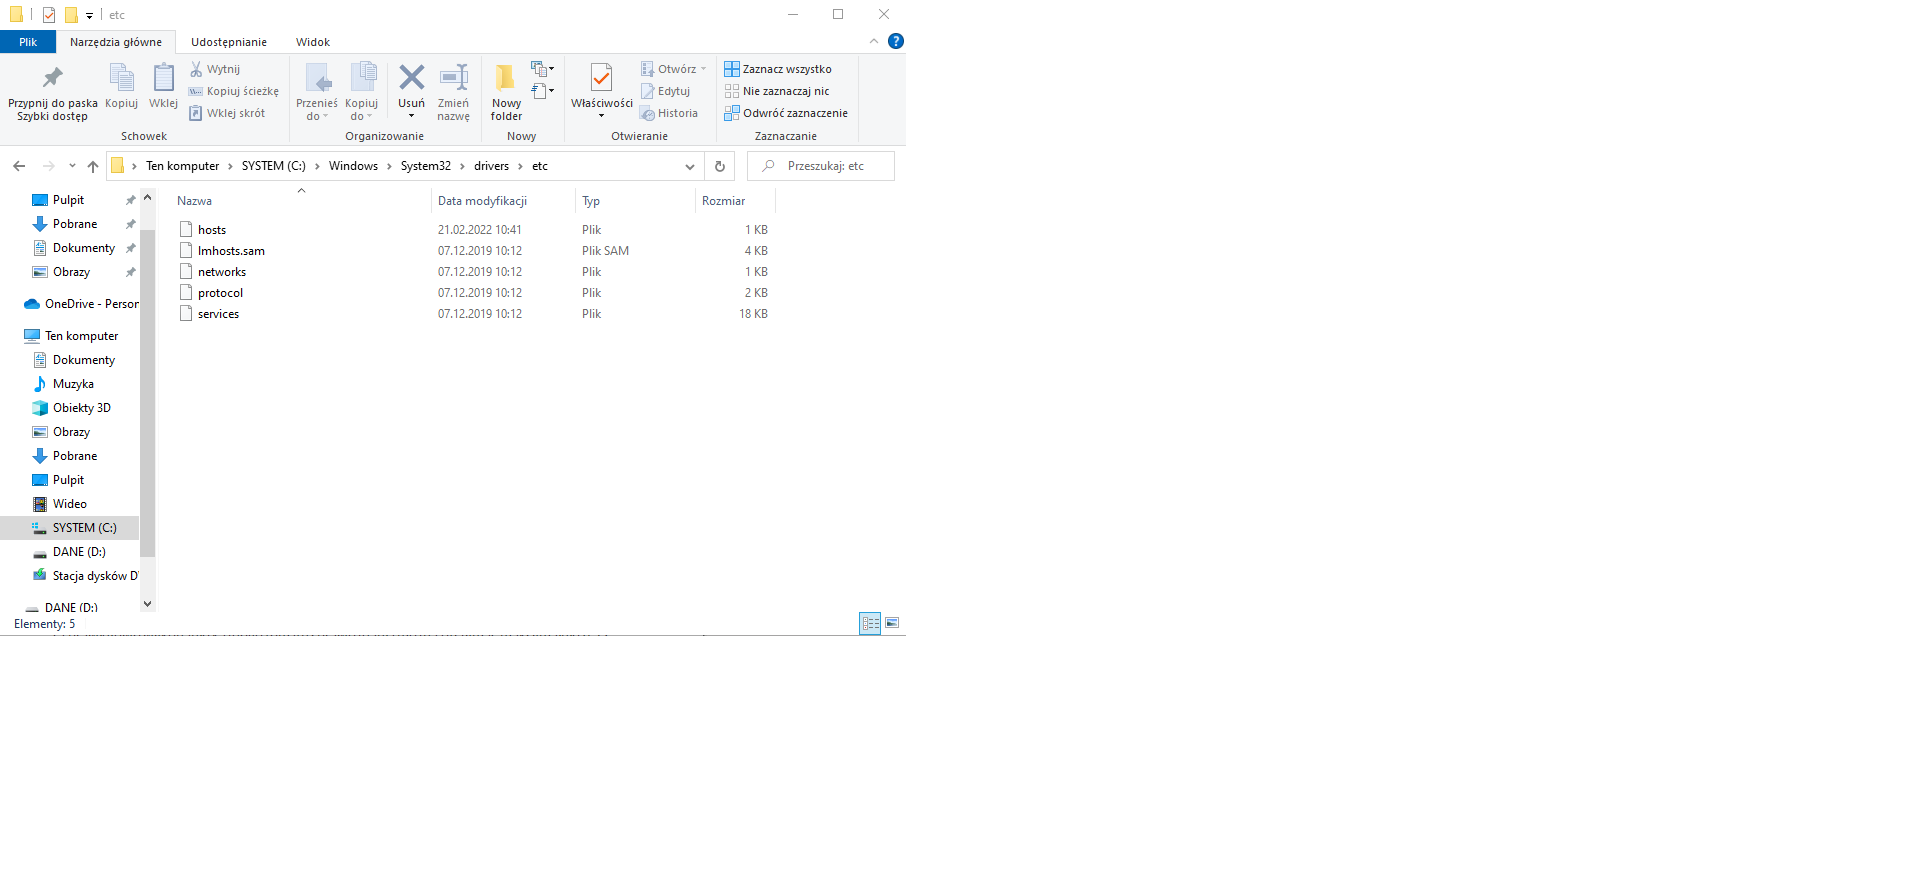 etc
Plik Narzędzia główne Udostępnianie Widok
Przypnij do paska Szybki dostęp
Kopiuj
Wklej
Wytnij
Kopiuj ścieżkę
Wklej skrót
Schowek
Przenieś do
Kopiuj do
Usuń
Zmień nazwę
Organizowanie
Nowy folder
Nowy
Właściwości
Otwórz
Edytuj
Historia
Otwieranie
Zaznacz wszystko
Nie zaznaczaj nic
Odwróć zaznaczenie
Zaznaczanie
Ten komputer > SYSTEM (C:) > Windows > System32 > drivers > etc
Przeszukaj: etc
Pulpit
Pobrane
Dokumenty
Obrazy
OneDrive - Person
Ten komputer
Dokumenty
Muzyka
Obiekty 3D
Obrazy
Pobrane
Pulpit
Wideo
SYSTEM (C:)
DANE (D:)
Stacja dysków D
DANE (D:)
Nazwa Data modyfikacji Typ Rozmiar
hosts 21.02.2022 10:41 Plik 1 KB
lmhosts.sam 07.12.2019 10:12 Plik SAM 4 KB
networks 07.12.2019 10:12 Plik 1 KB
protocol 07.12.2019 10:12 Plik 2 KB
services 07.12.2019 10:12 Plik 18 KB
Elementy: 5